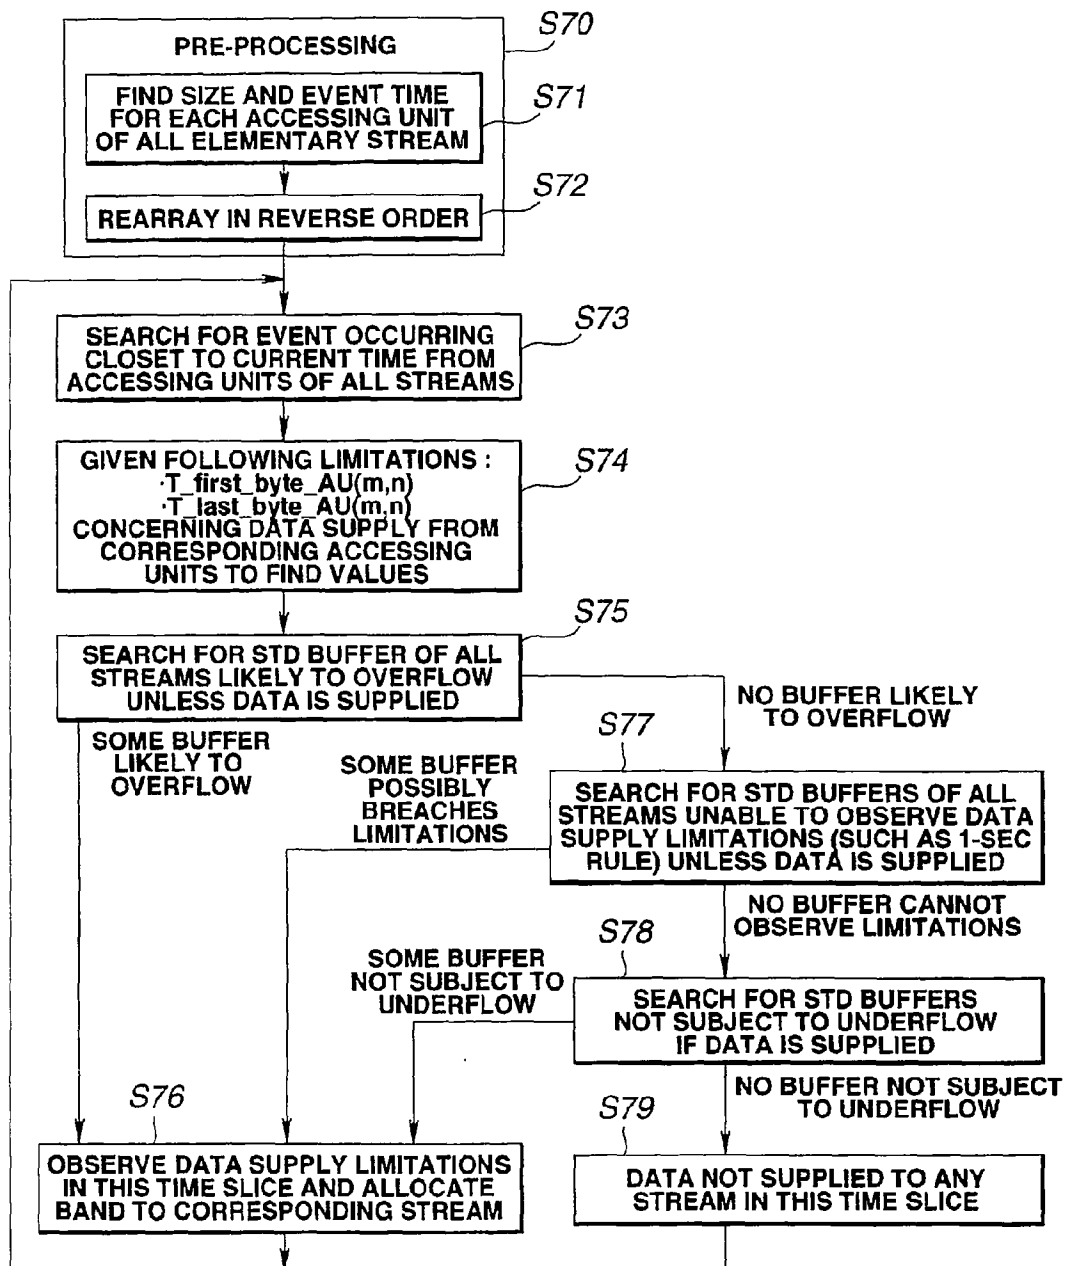 S70
PRE-PROCESSING
S71
FIND SIZE AND EVENT TIME
FOR EACH ACCESSING UNIT
OF ALL ELEMENTARY STREAM
S72
REARRAY IN REVERSE ORDER
S73
SEARCH FOR EVENT OCCURRING
CLOSET TO CURRENT TIME FROM
ACCESSING UNITS OF ALL STREAMS
S74
GIVEN FOLLOWING LIMITATIONS :
·T_first_byte_AU(m,n)
·T_last_byte_AU(m,n)
CONCERNING DATA SUPPLY FROM
CORRESPONDING ACCESSING
UNITS TO FIND VALUES
S75
SEARCH FOR STD BUFFER OF ALL
STREAMS LIKELY TO OVERFLOW
UNLESS DATA IS SUPPLIED
NO BUFFER LIKELY
TO OVERFLOW
SOME BUFFER
LIKELY TO
OVERFLOW
S77
SEARCH FOR STD BUFFERS OF ALL
STREAMS UNABLE TO OBSERVE DATA
SUPPLY LIMITATIONS (SUCH AS 1-SEC
RULE) UNLESS DATA IS SUPPLIED
SOME BUFFER
POSSIBLY
BREACHES
LIMITATIONS
NO BUFFER CANNOT
OBSERVE LIMITATIONS
S78
SEARCH FOR STD BUFFERS
NOT SUBJECT TO UNDERFLOW
IF DATA IS SUPPLIED
SOME BUFFER
NOT SUBJECT TO
UNDERFLOW
NO BUFFER NOT SUBJECT
TO UNDERFLOW
S76
OBSERVE DATA SUPPLY LIMITATIONS
IN THIS TIME SLICE AND ALLOCATE
BAND TO CORRESPONDING STREAM
S79
DATA NOT SUPPLIED TO ANY
STREAM IN THIS TIME SLICE